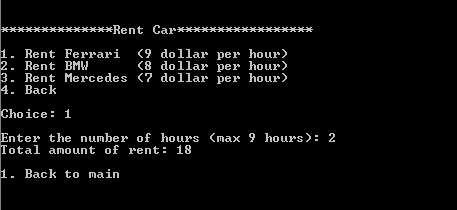 **************Rent Car*****************
1. Rent Ferrari  (9 dollar per hour)
2. Rent BMW      (8 dollar per hour)
3. Rent Mercedes (7 dollar per hour)
4. Back
Choice: 1
Enter the number of hours (max 9 hours): 2
Total amount of rent: 18
1. Back to main